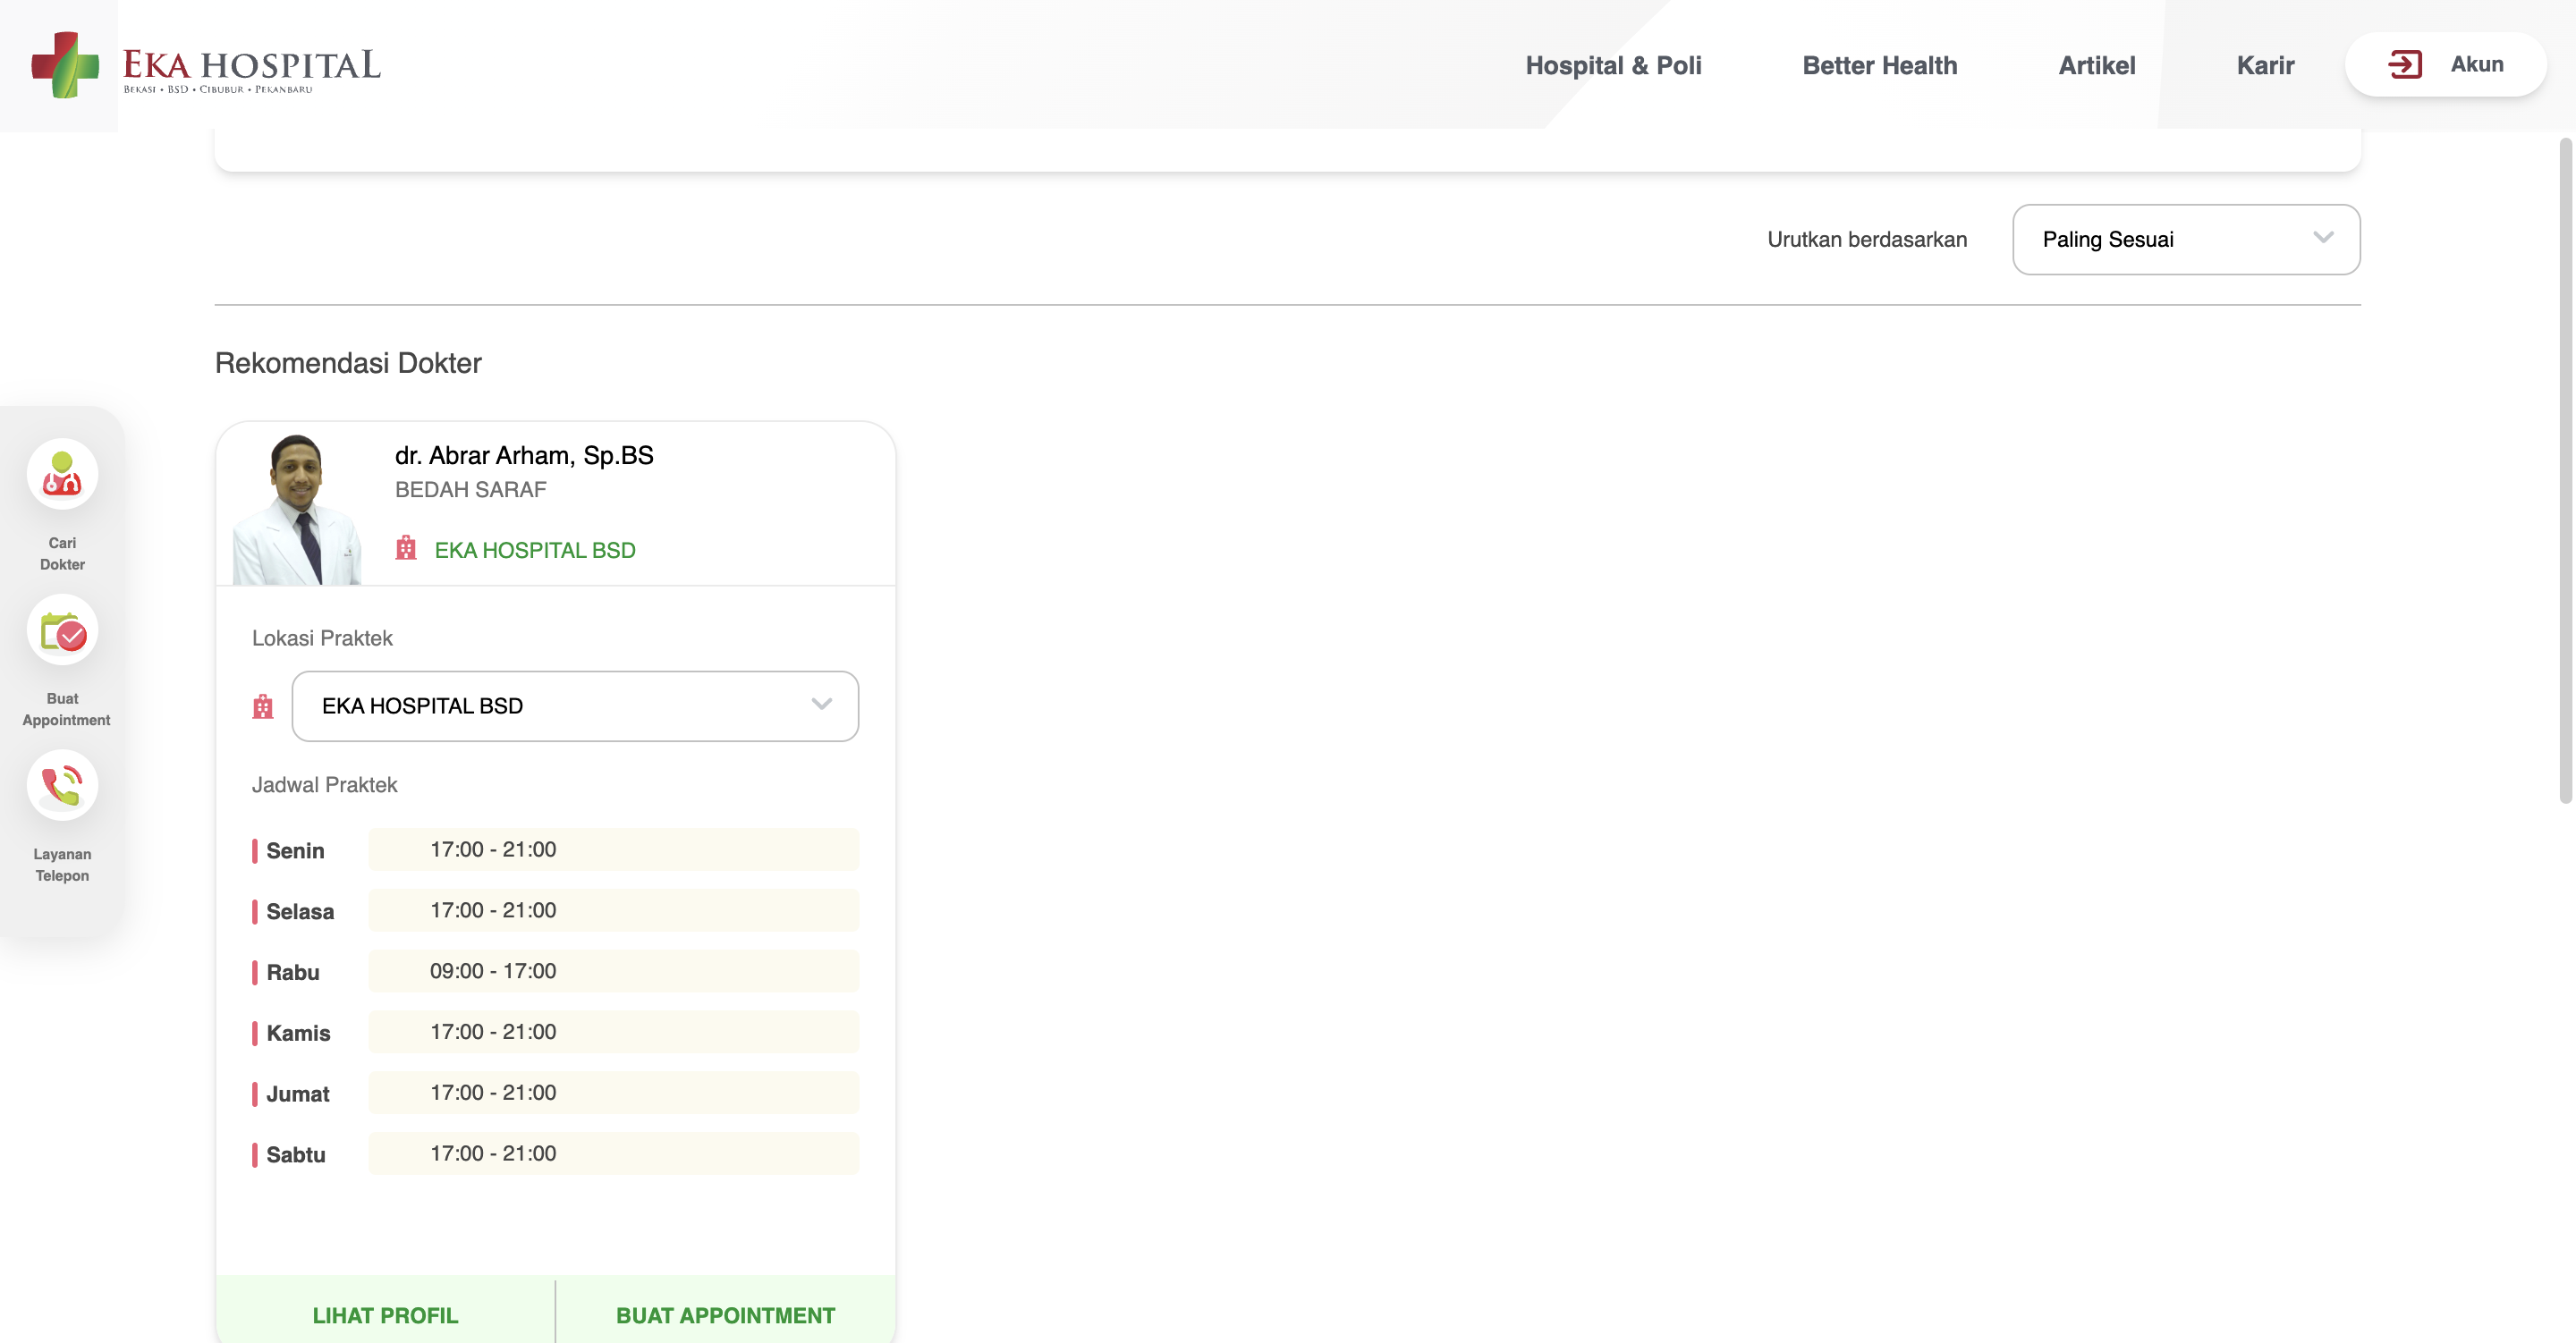 EKA HOSPITAL
BEKASI • BSD • CIBUBUR • PEKANBARU
Hospital & Poli
Better Health
Artikel
Karir
Akun
Urutkan berdasarkan
Paling Sesuai
Rekomendasi Dokter
Cari
Dokter
Buat
Appointment
Layanan
Telepon
dr. Abrar Arham, Sp.BS
BEDAH SARAF
EKA HOSPITAL BSD
Lokasi Praktek
EKA HOSPITAL BSD
Jadwal Praktek
Senin 17:00 - 21:00
Selasa 17:00 - 21:00
Rabu 09:00 - 17:00
Kamis 17:00 - 21:00
Jumat 17:00 - 21:00
Sabtu 17:00 - 21:00
LIHAT PROFIL
BUAT APPOINTMENT